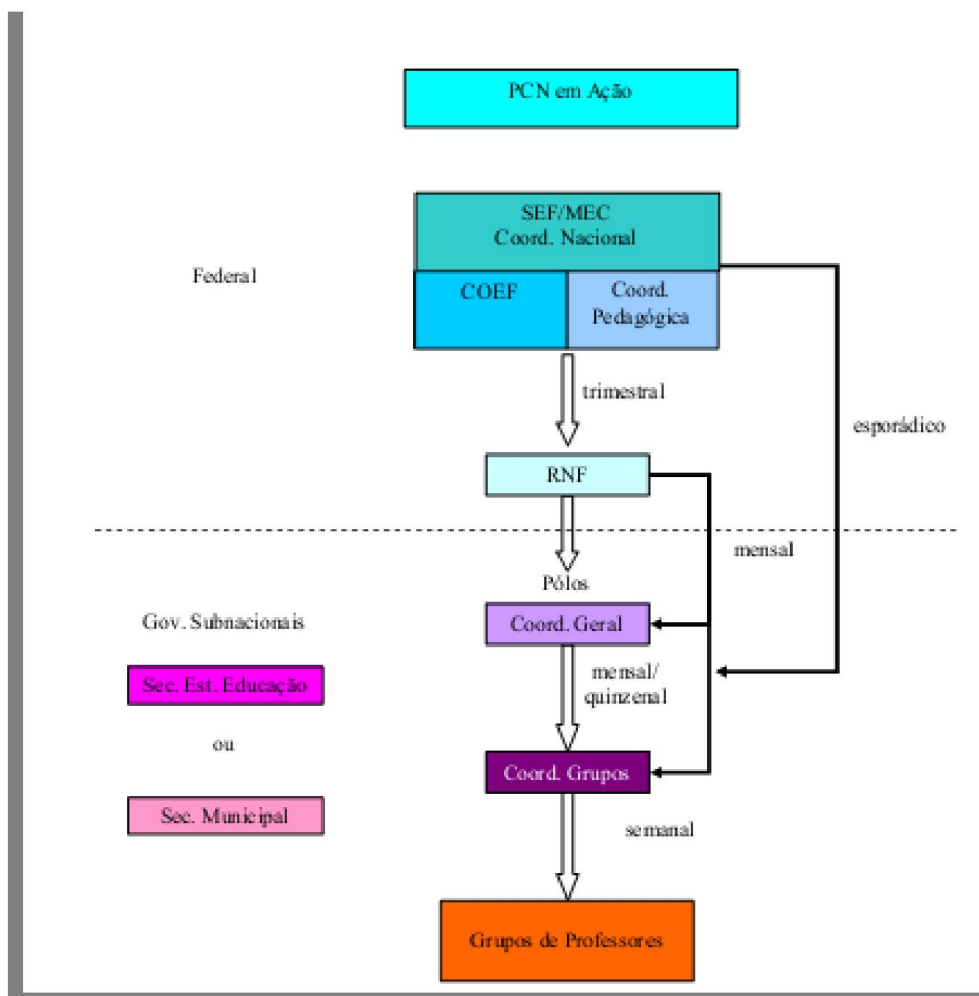 PCN em Ação
SEF/MEC
Coord. Nacional
Federal
COEF
Coord.
Pedagógica
trimestral
esporádico
RNF
mensal
Pólos
Gov. Subnacionais
Coord. Geral
Sec. Est. Educação
mensal/
quinzenal
ou
Coord. Grupos
Sec. Municipal
semanal
Grupos de Professores